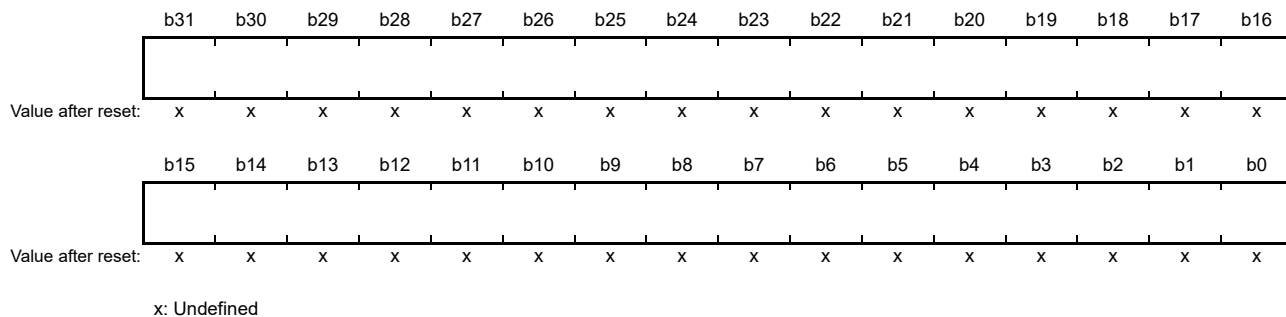 b31 b30 b29 b28 b27 b26 b25 b24 b23 b22 b21 b20 b19 b18 b17 b16
Value after reset: x x x x x x x x x x x x x x x x
b15 b14 b13 b12 b11 b10 b9 b8 b7 b6 b5 b4 b3 b2 b1 b0
Value after reset: x x x x x x x x x x x x x x x x
x: Undefined